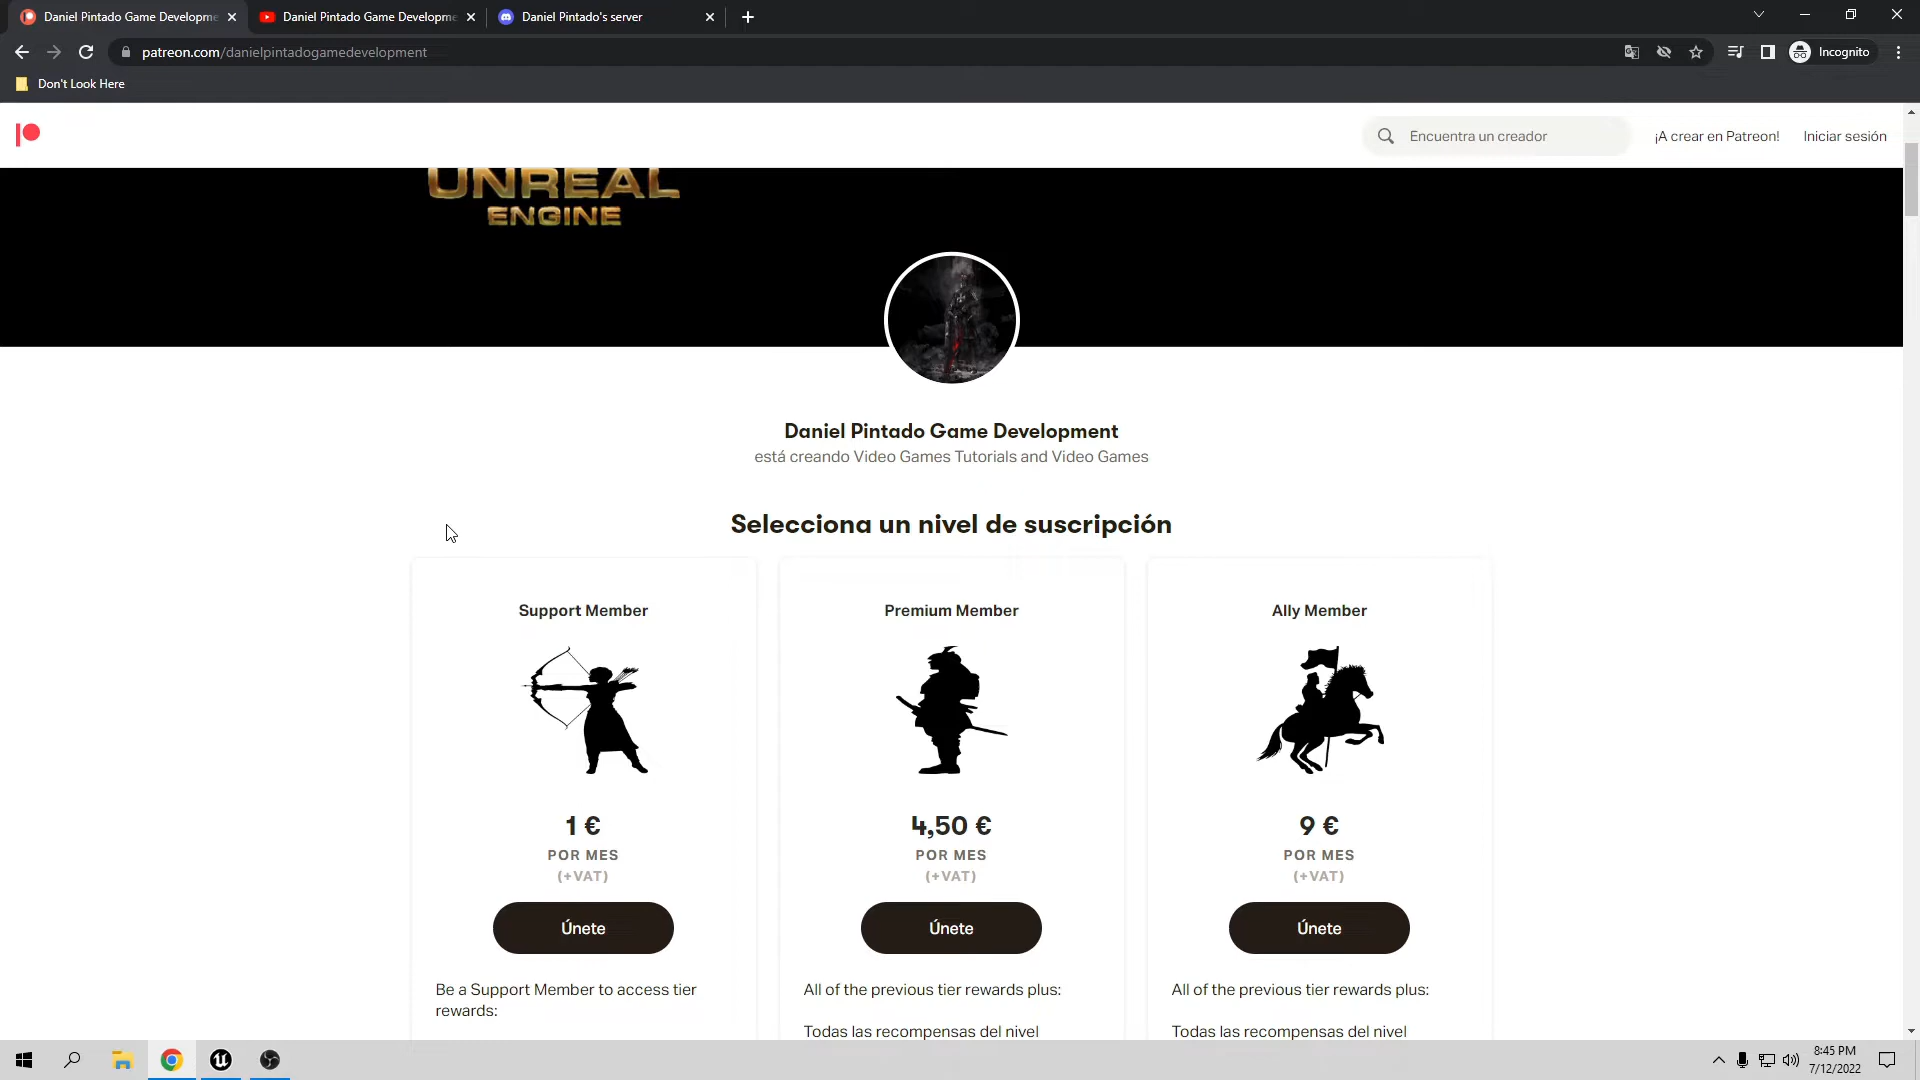 Daniel Pintado Game Developme
Daniel Pintado Game Developme
Daniel Pintado's server
patreon.com/danielpintadogamedevelopment
Incognito
Don't Look Here
Encuentra un creador
¡A crear en Patreon!
Iniciar sesión
UNREAL
ENGINE
Daniel Pintado Game Development
está creando Video Games Tutorials and Video Games
Selecciona un nivel de suscripción
Support Member
Premium Member
Ally Member
1 €
POR MES
(+VAT)
4,50 €
POR MES
(+VAT)
9 €
POR MES
(+VAT)
Únete
Únete
Únete
Be a Support Member to access tier
rewards:
All of the previous tier rewards plus:
Todas las recompensas del nivel
All of the previous tier rewards plus:
Todas las recompensas del nivel
8:45 PM
7/12/2022